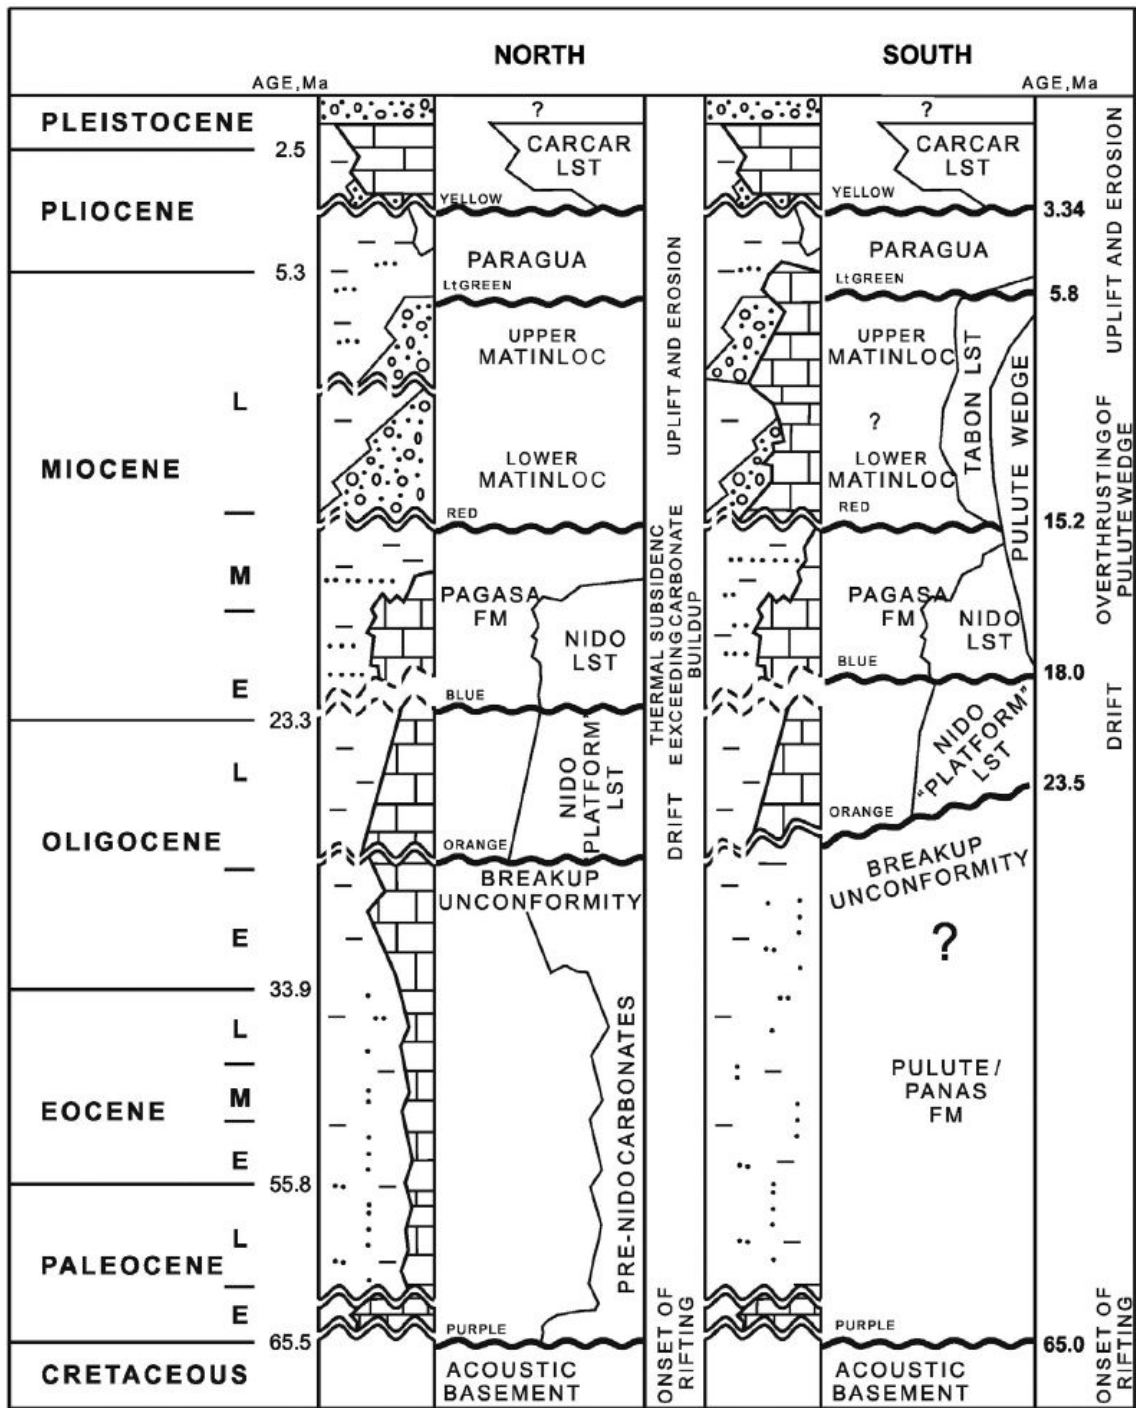 NORTH
SOUTH
AGE,Ma
AGE,Ma
PLEISTOCENE
2.5
PLIOCENE
5.3
L
MIOCENE
M
E
23.3
L
OLIGOCENE
E
33.9
L
EOCENE
M
E
55.8
L
PALEOCENE
E
65.5
CRETACEOUS
?
CARCAR
LST
YELLOW
PARAGUA
LtGREEN
UPPER
MATINLOC
LOWER
MATINLOC
RED
PAGASA
FM
NIDO
LST
BLUE
NIDO
"PLATFORM"
LST
ORANGE
BREAKUP
UNCONFORMITY
PRE-NIDO CARBONATES
PURPLE
ACOUSTIC
BASEMENT
UPLIFT AND EROSION
THERMAL SUBSIDENC
E EXCEEDING CARBONATE
BUILDUP
DRIFT
ONSET OF
RIFTING
?
CARCAR
LST
YELLOW
PARAGUA
LtGREEN
UPPER
MATINLOC
?
LOWER
MATINLOC
TABON LST
PULUTE WEDGE
RED
PAGASA
FM
NIDO
LST
BLUE
NIDO
"PLATFORM"
LST
ORANGE
BREAKUP
UNCONFORMITY
?
PULUTE/
PANAS
FM
PURPLE
ACOUSTIC
BASEMENT
3.34
5.8
15.2
18.0
23.5
65.0
UPLIFT AND EROSION
OVERTHRUSTING OF
PULUTE WEDGE
DRIFT
ONSET OF
RIFTING